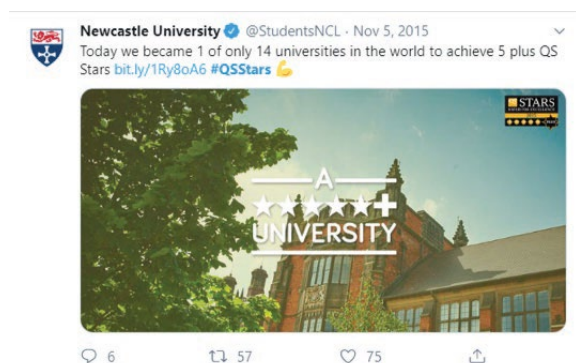 Newcastle University @StudentsNCL · Nov 5, 2015
Today we became 1 of only 14 universities in the world to achieve 5 plus QS
Stars bit.ly/1Ry8oA6 #QSStars 💪
STARS
A
★★★★★+
UNIVERSITY
6 57 75